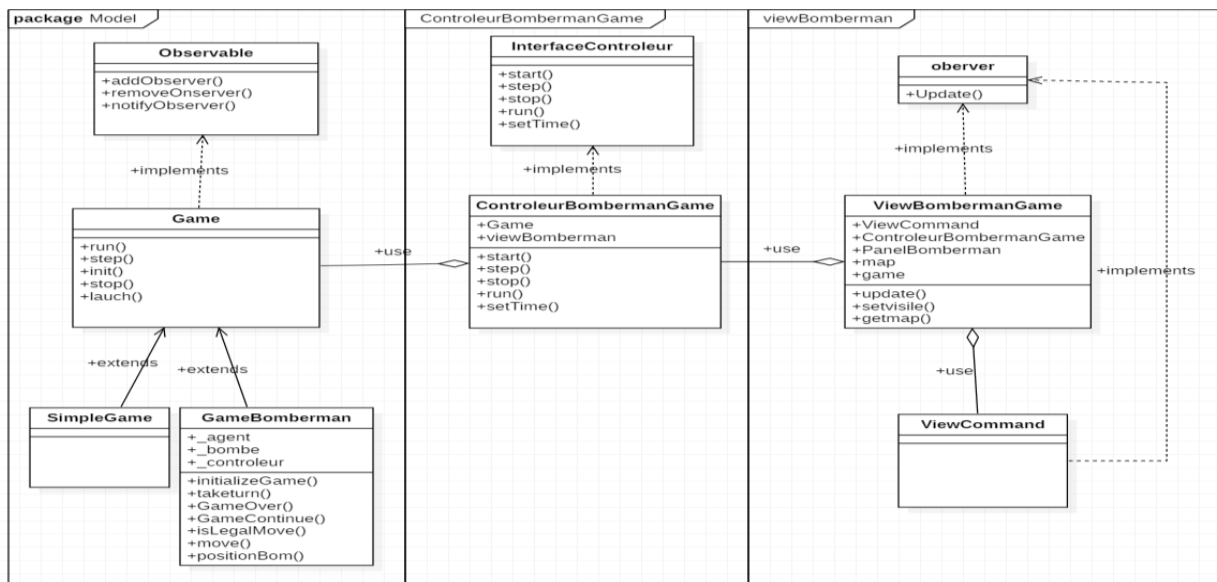 package Model
Observable
+addObserver()
+removeOnserver()
+notifyObserver()
+implements
Game
+run()
+step()
+init()
+stop()
+lauch()
+extends
+extends
SimpleGame
GameBomberman
+_agent
+_bombe
+_controleur
+initializeGame()
+taketurn()
+GameOver()
+GameContinue()
+isLegalMove()
+move()
+positionBom()
+use
ControleurBombermanGame
InterfaceControleur
+start()
+step()
+stop()
+run()
+setTime()
+implements
ControleurBombermanGame
+Game
+viewBomberman
+start()
+step()
+stop()
+run()
+setTime()
+use
viewBomberman
oberver
+Update()
+implements
ViewBombermanGame
+ViewCommand
+ControleurBombermanGame
+PanelBomberman
+map
+game
+update()
+setvisile()
+getmap()
+implements
+use
ViewCommand